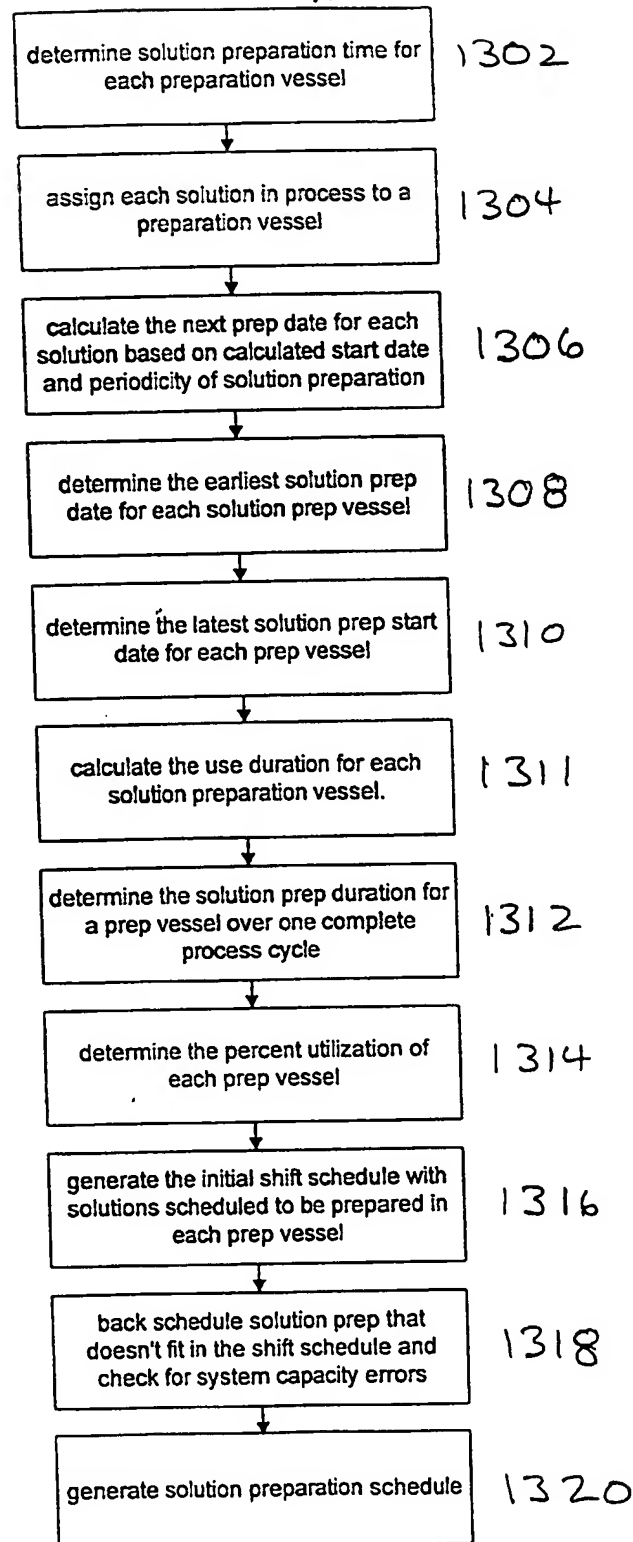 determine solution preparation time for
each preparation vessel
1302
assign each solution in process to a
preparation vessel
1304
calculate the next prep date for each
solution based on calculated start date
and periodicity of solution preparation
1306
determine the earliest solution prep
date for each solution prep vessel
1308
determine the latest solution prep start
date for each prep vessel
1310
calculate the use duration for each
solution preparation vessel.
1311
determine the solution prep duration for
a prep vessel over one complete
process cycle
1312
determine the percent utilization of
each prep vessel
1314
generate the initial shift schedule with
solutions scheduled to be prepared in
each prep vessel
1316
back schedule solution prep that
doesn't fit in the shift schedule and
check for system capacity errors
1318
generate solution preparation schedule
1320